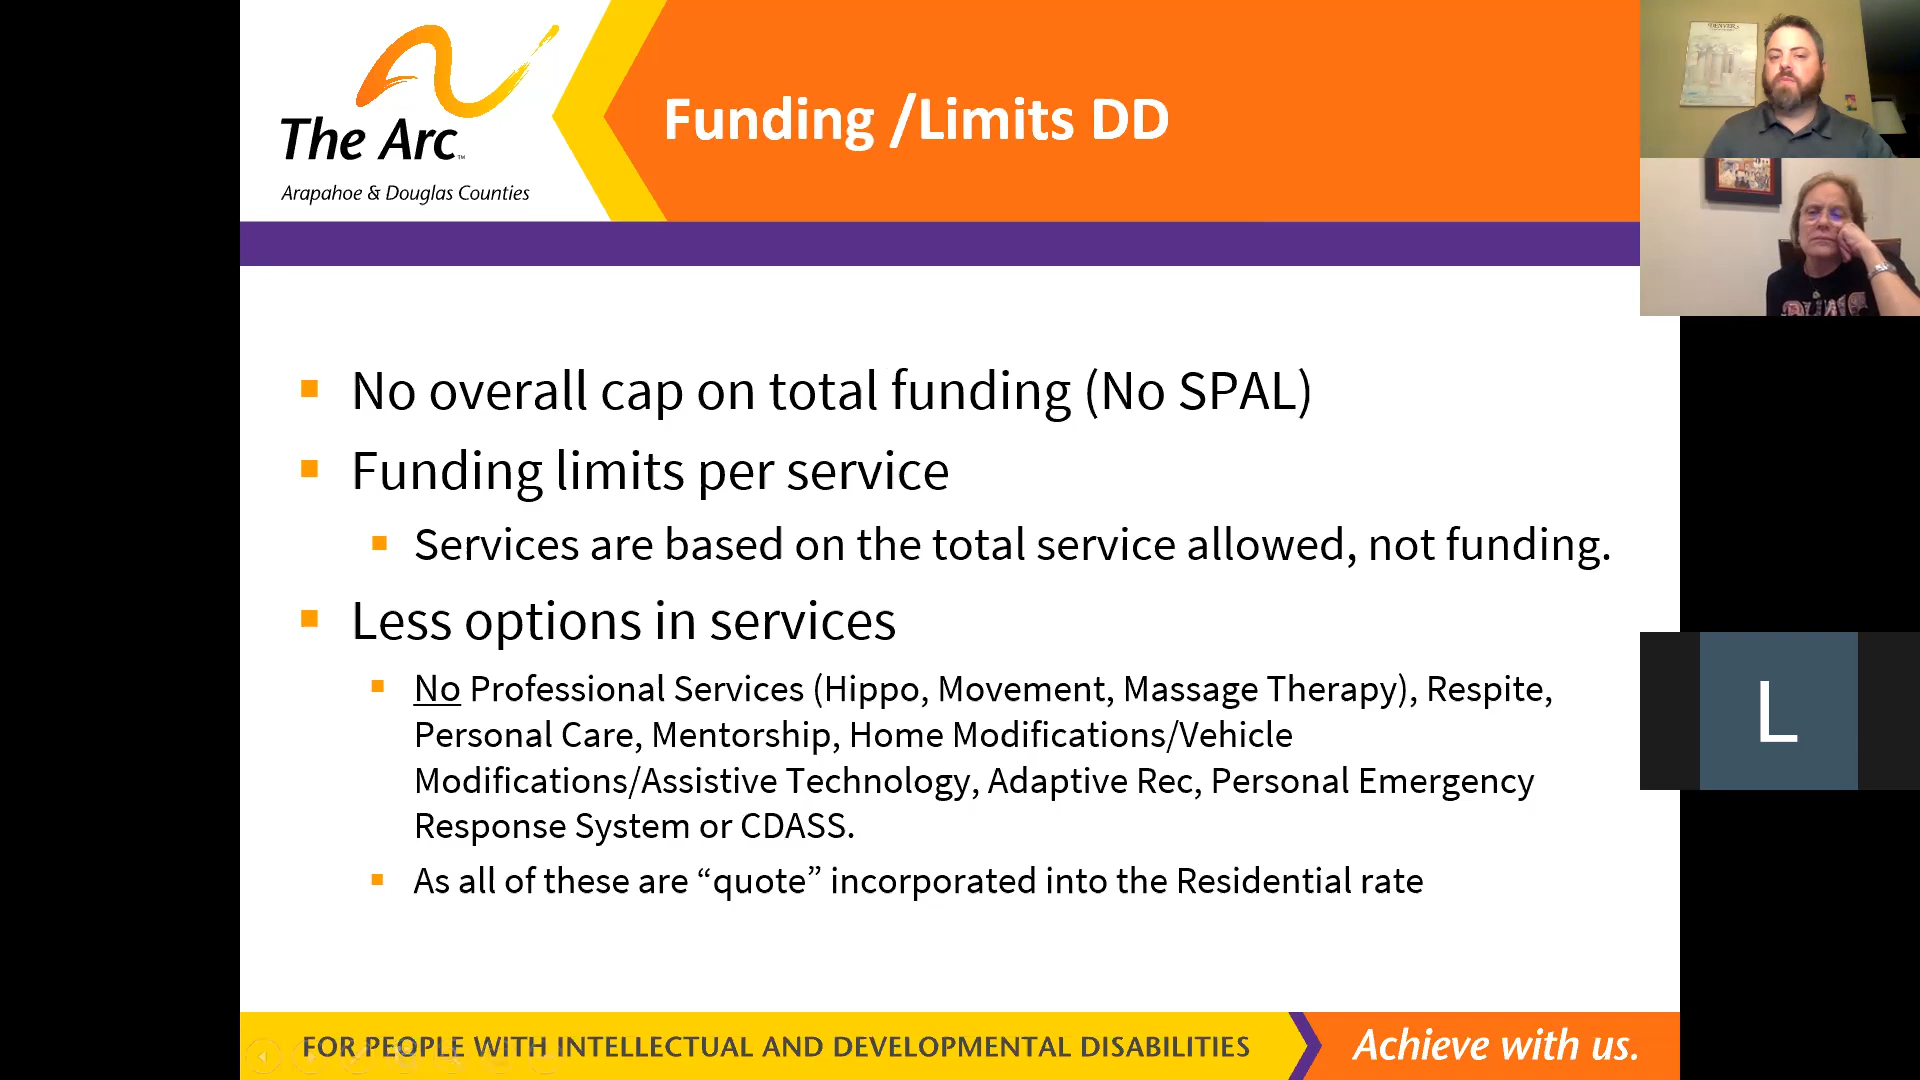 The Arc™
Arapahoe & Douglas Counties
Funding /Limits DD
No overall cap on total funding (No SPAL)
Funding limits per service
Services are based on the total service allowed, not funding.
Less options in services
No Professional Services (Hippo, Movement, Massage Therapy), Respite,
Personal Care, Mentorship, Home Modifications/Vehicle
Modifications/Assistive Technology, Adaptive Rec, Personal Emergency
Response System or CDASS.
As all of these are “quote” incorporated into the Residential rate
FOR PEOPLE WITH INTELLECTUAL AND DEVELOPMENTAL DISABILITIES
Achieve with us.
DENVER
L